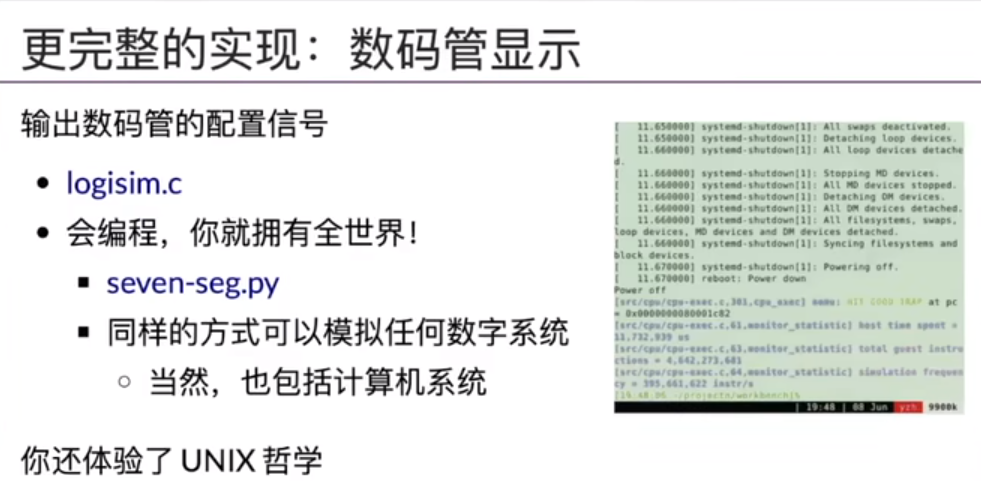 更完整的实现：数码管显示
输出数码管的配置信号
logisim.c
会编程，你就拥有全世界！
seven-seg.py
同样的方式可以模拟任何数字系统
当然，也包括计算机系统
你还体验了 UNIX 哲学
[   11.650000] systemd-shutdown[1]: All swaps deactivated.
[   11.650000] systemd-shutdown[1]: Detaching loop devices.
[   11.660000] systemd-shutdown[1]: All loop devices detache
d.
[   11.660000] systemd-shutdown[1]: Stopping MD devices.
[   11.660000] systemd-shutdown[1]: All MD devices stopped.
[   11.660000] systemd-shutdown[1]: Detaching DM devices.
[   11.660000] systemd-shutdown[1]: All DM devices detached.
[   11.660000] systemd-shutdown[1]: All filesystems, swaps,
loop devices, MD devices and DM devices detached.
[   11.660000] systemd-shutdown[1]: Syncing filesystems and
block devices.
[   11.670000] systemd-shutdown[1]: Powering off.
[   11.670000] reboot: Power down
Power off
[src/cpu/cpu-exec.c,301,cpu_exec] nemu: HIT GOOD TRAP at pc
= 0x0000000080001c82
[src/cpu/cpu-exec.c,61,monitor_statistic] host time spent =
11,732,939 us
[src/cpu/cpu-exec.c,63,monitor_statistic] total guest instru
ctions = 4,642,273,681
[src/cpu/cpu-exec.c,64,monitor_statistic] simulation frequen
cy = 395,661,622 instr/s
| 19:48 | 08 Jun yzh 9900k